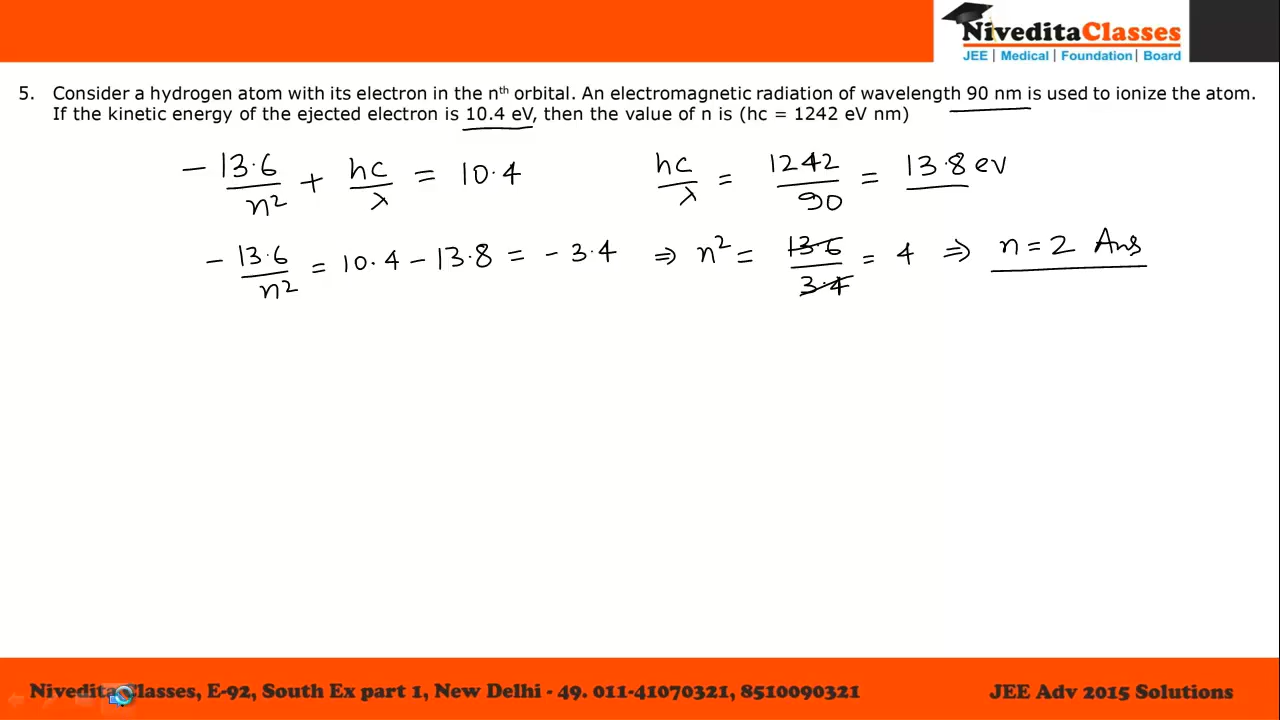 NiveditaClasses
JEE | Medical | Foundation | Board
5. Consider a hydrogen atom with its electron in the nᵗʰ orbital. An electromagnetic radiation of wavelength 90 nm is used to ionize the atom.
If the kinetic energy of the ejected electron is 10.4 eV, then the value of n is (hc = 1242 eV nm)
- 13.6/n² + hc/λ = 10.4    hc/λ = 1242/90 = 13.8 ev
- 13.6/n² = 10.4 - 13.8 = - 3.4 ⇒ n² = 13.6/3.4 = 4 ⇒ n = 2 Ans
Nivedita Classes, E-92, South Ex part 1, New Delhi - 49. 011-41070321, 8510090321
JEE Adv 2015 Solutions